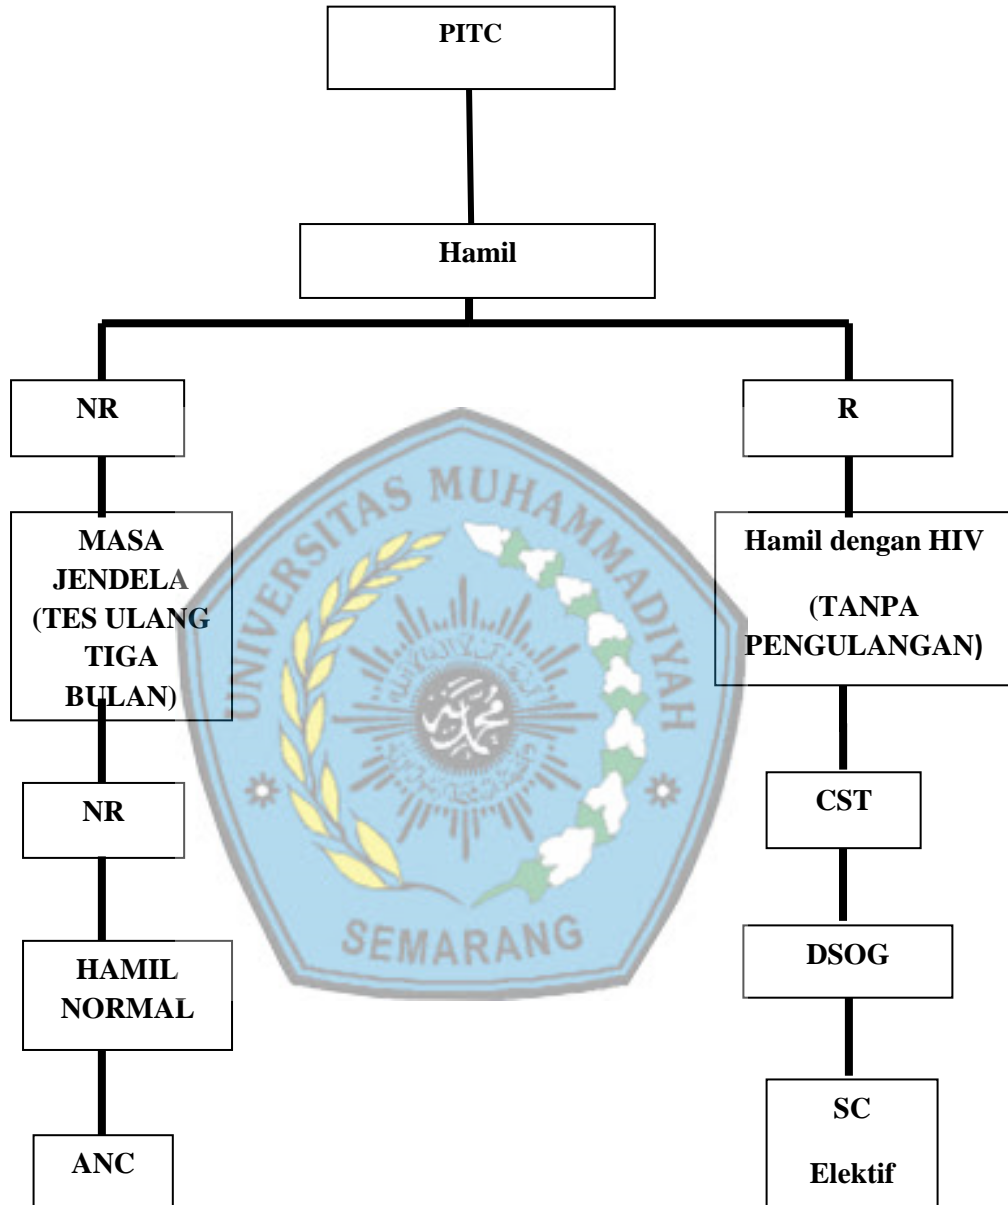 PITC
Hamil
NR
R
MASA
JENDELA
(TES ULANG
TIGA
BULAN)
Hamil dengan HIV
(TANPA
PENGULANGAN)
NR
CST
HAMIL
NORMAL
DSOG
ANC
SC
Elektif
UNIVERSITAS MUHAMMADIYAH
SEMARANG